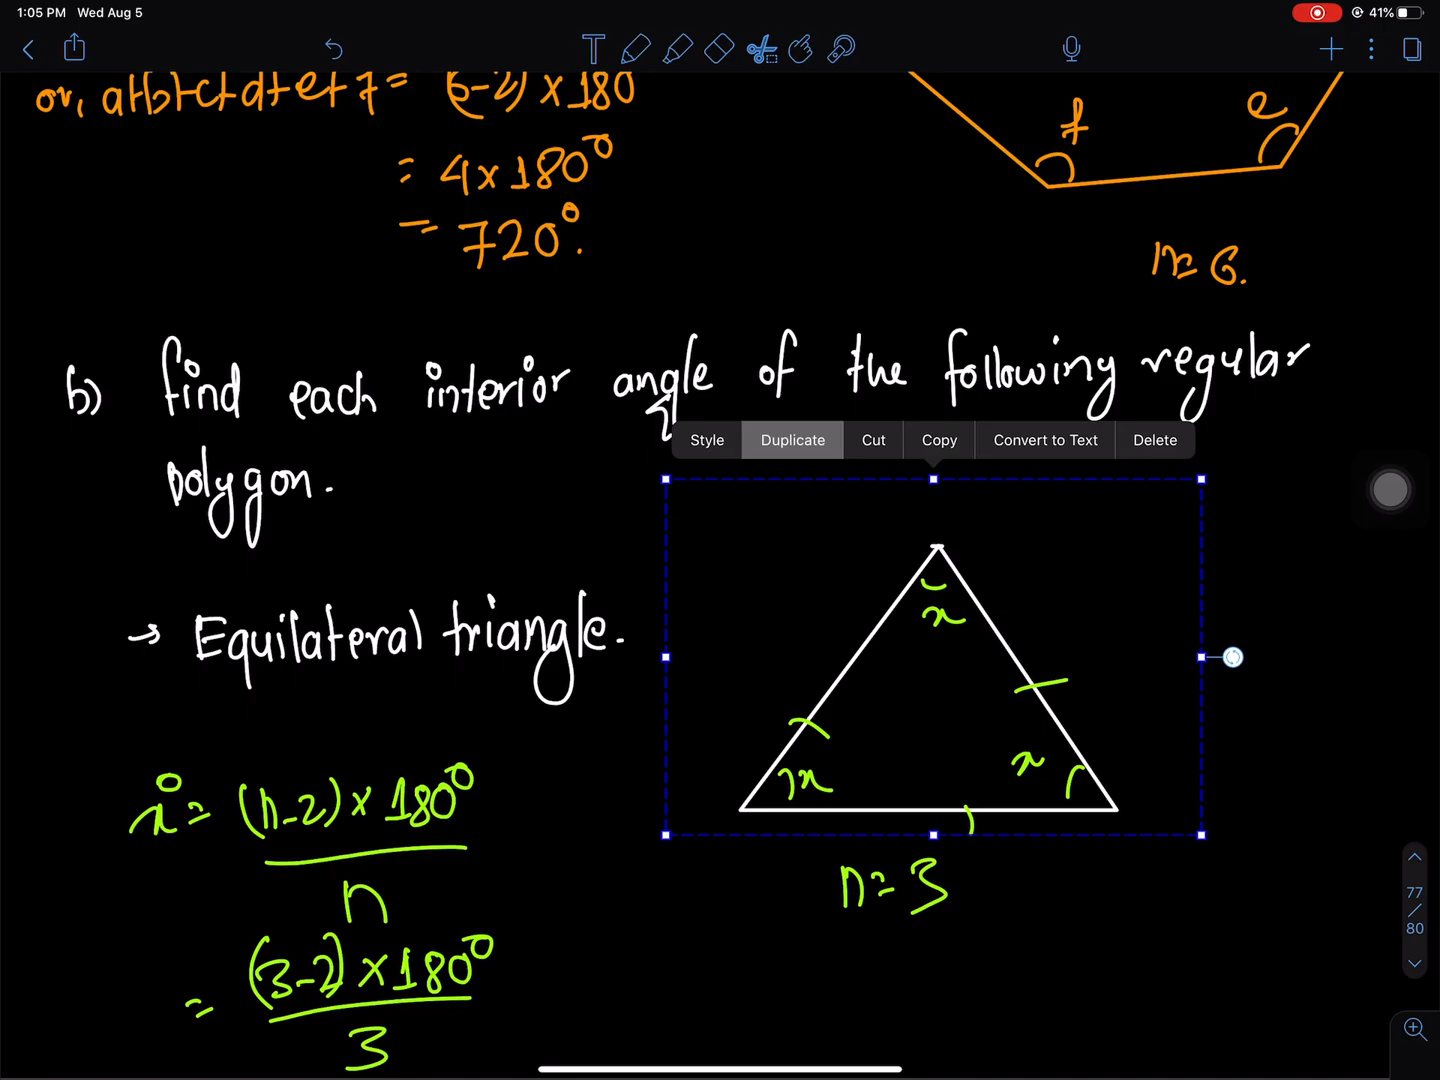 1:05 PM Wed Aug 5
41%
or, a+b+c+d+e+f = (6-2) × 180
= 4 × 180°
= 720°.
f
e
n = 6.
b) find each interior angle of the following regular
polygon.
Style Duplicate Cut Copy Convert to Text Delete
→ Equilateral triangle.
x
x
x
x° = (n-2) × 180°
n
n = 3
= (3-2) × 180°
3
77
/
80